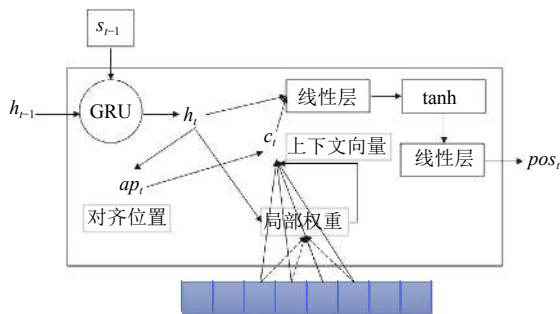 s_{t−1}
线性层
tanh
h_{t−1}
GRU
h_t
c_t
上下文向量
线性层
pos_t
ap_t
对齐位置
局部权重